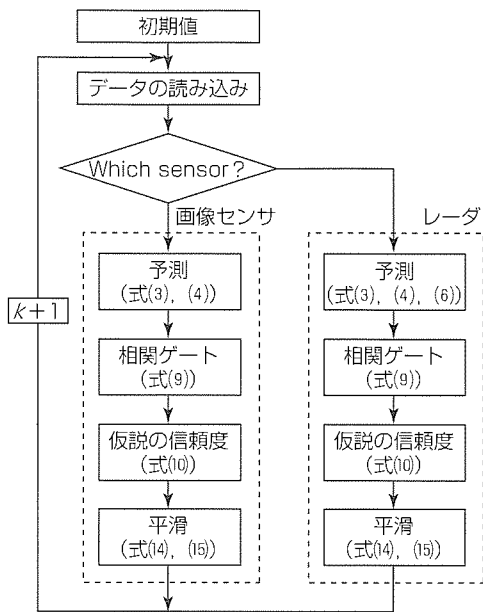 初期値
データの読み込み
Which sensor?
画像センサ
レーダ
予測
(式(3), (4))
相関ゲート
(式(9))
仮説の信頼度
(式(10))
平滑
(式(14), (15))
予測
(式(3), (4), (6))
相関ゲート
(式(9))
仮説の信頼度
(式(10))
平滑
(式(14), (15))
k+1